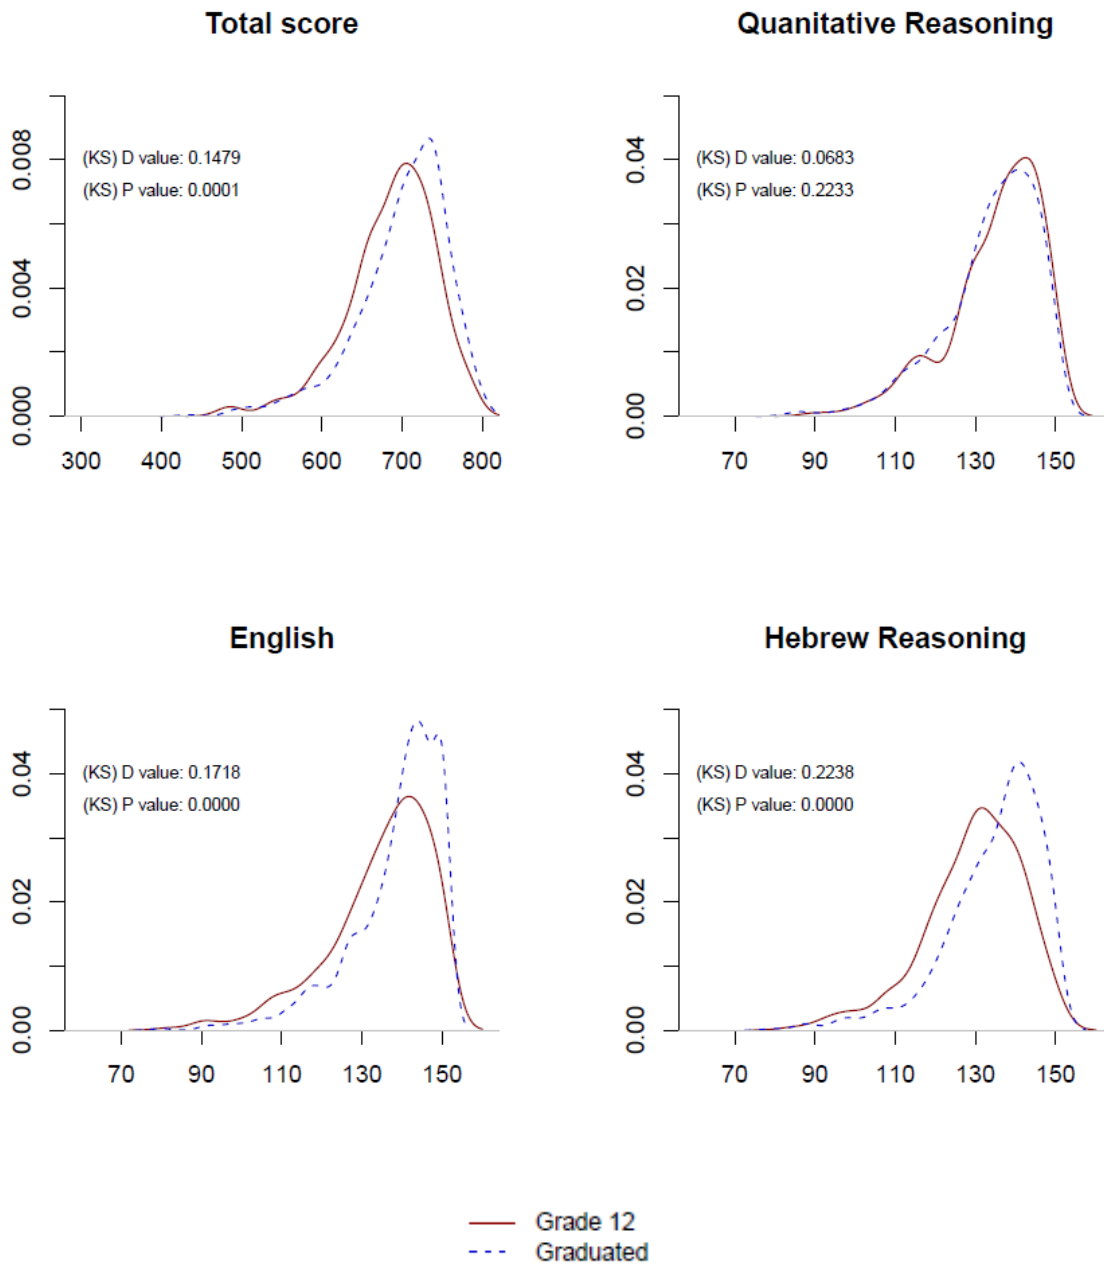 Total score
Quanitative Reasoning
(KS) D value: 0.1479
(KS) P value: 0.0001
0.000
0.004
0.008
300 400 500 600 700 800
(KS) D value: 0.0683
(KS) P value: 0.2233
0.00
0.02
0.04
70 90 110 130 150
English
Hebrew Reasoning
(KS) D value: 0.1718
(KS) P value: 0.0000
0.00
0.02
0.04
70 90 110 130 150
(KS) D value: 0.2238
(KS) P value: 0.0000
0.00
0.02
0.04
70 90 110 130 150
Grade 12
Graduated